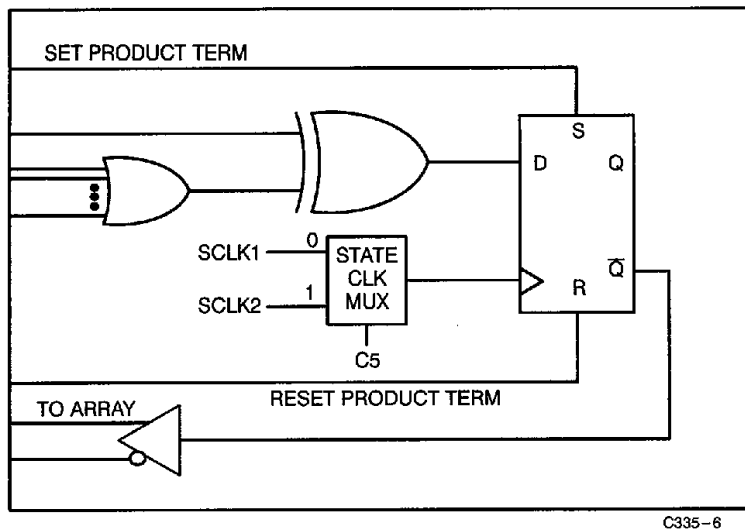 SET PRODUCT TERM
S
D
Q
SCLK1
0
STATE
CLK
MUX
SCLK2
1
Q̅
R
C5
RESET PRODUCT TERM
TO ARRAY
C335-6